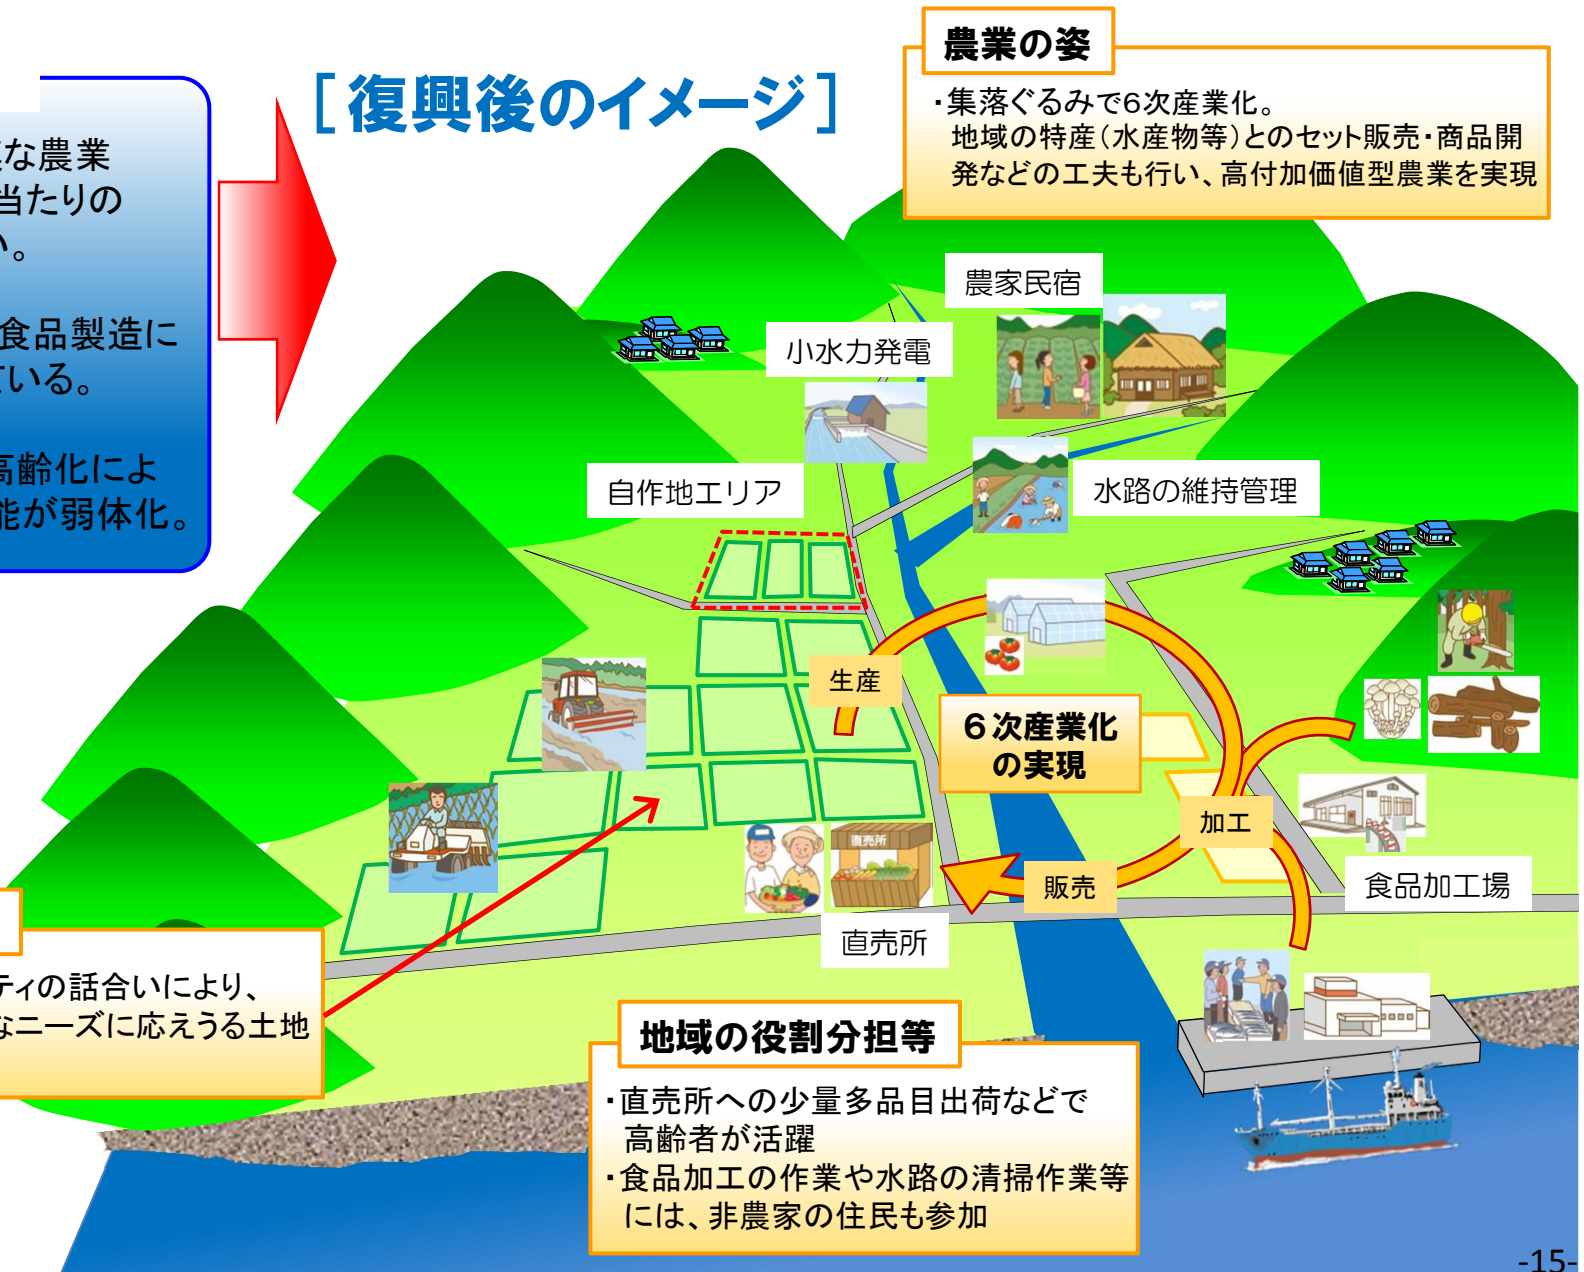 [復興後のイメージ]
な農業
当たりの
い。
食品製造に
ている。
高齢化によ
能が弱体化。
農業の姿
・集落ぐるみで6次産業化。
地域の特産(水産物等)とのセット販売・商品開
発などの工夫も行い、高付加価値型農業を実現
農家民宿
小水力発電
自作地エリア
水路の維持管理
生産
6次産業化
の実現
加工
販売
直売所
直売所
食品加工場
ティの話合いにより、
なニーズに応えうる土地
地域の役割分担等
・直売所への少量多品目出荷などで
高齢者が活躍
・食品加工の作業や水路の清掃作業等
には、非農家の住民も参加
-15-